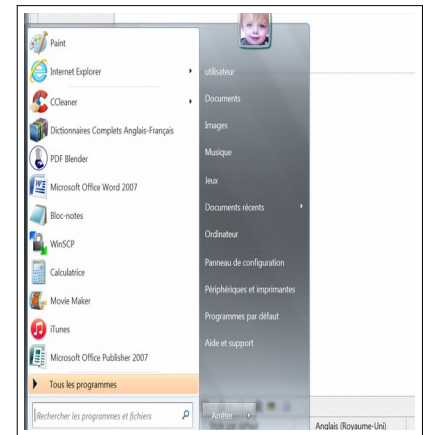 Paint
Internet Explorer
CCleaner
Dictionnaires Complets Anglais-Français
PDF Blender
Microsoft Office Word 2007
Bloc-notes
WinSCP
Calculatrice
Movie Maker
iTunes
Microsoft Office Publisher 2007
Tous les programmes
Rechercher les programmes et fichiers
utilisateur
Documents
Images
Musique
Jeux
Documents récents
Ordinateur
Panneau de configuration
Périphériques et imprimantes
Programmes par défaut
Aide et support
Arrêter
Style par défaut
Anglais (Royaume-Uni)